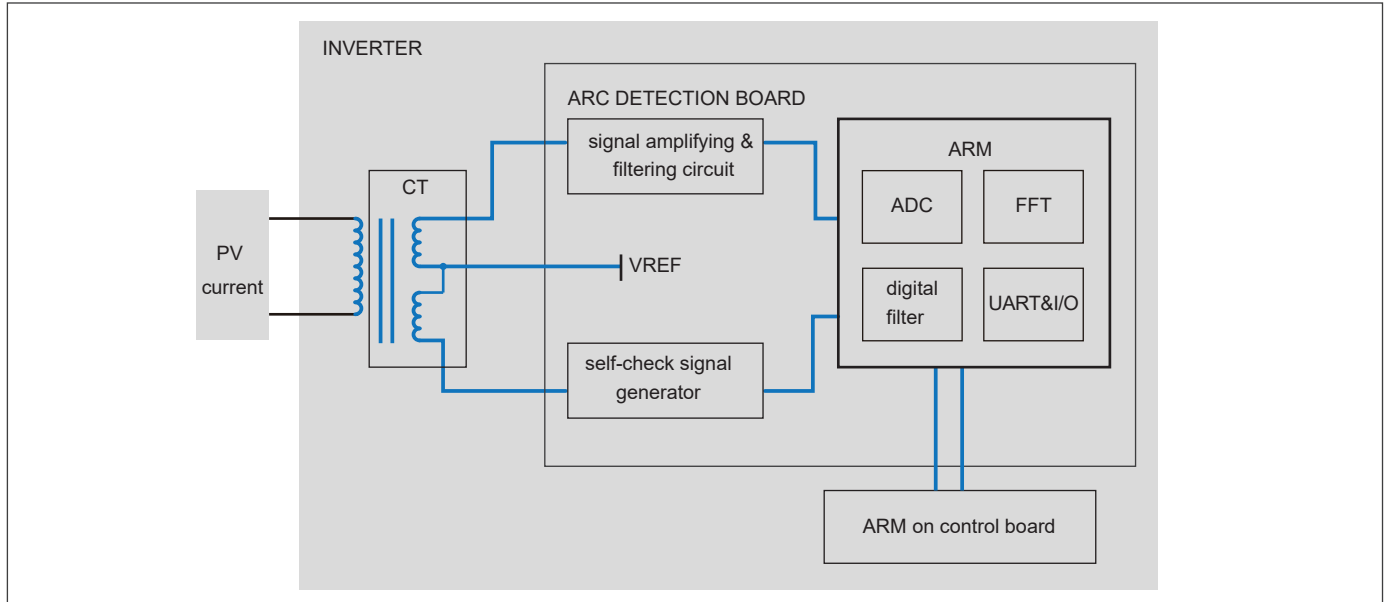 INVERTER
ARC DETECTION BOARD
signal amplifying &
filtering circuit
ARM
CT
ADC
FFT
PV
current
VREF
digital
filter
UART&I/O
self-check signal
generator
ARM on control board